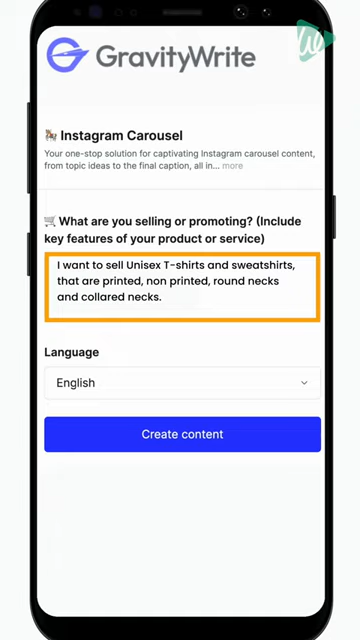 GravityWrite
Instagram Carousel
Your one-stop solution for captivating Instagram carousel content,
from topic ideas to the final caption, all in... more
What are you selling or promoting? (Include
key features of your product or service)
I want to sell Unisex T-shirts and sweatshirts,
that are printed, non printed, round necks
and collared necks.
Language
English
Create content